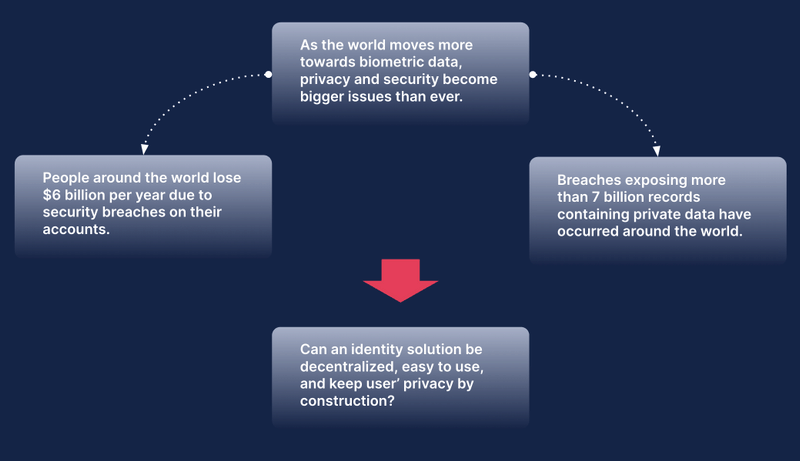 As the world moves more
towards biometric data,
privacy and security become
bigger issues than ever.
People around the world lose
$6 billion per year due to
security breaches on their
accounts.
Breaches exposing more
than 7 billion records
containing private data have
occurred around the world.
Can an identity solution be
decentralized, easy to use,
and keep user’ privacy by
construction?